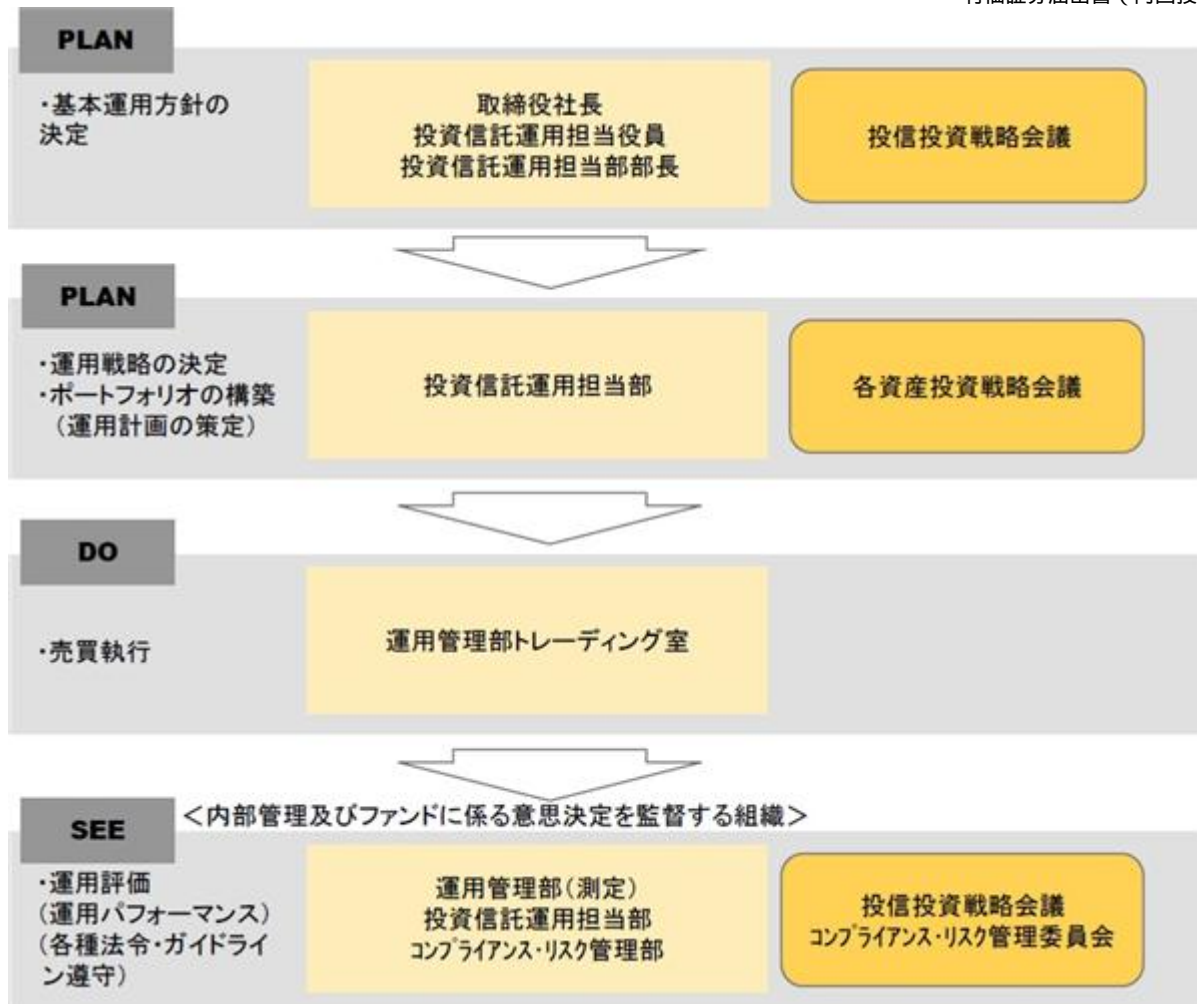 有価証券届出書(内国投
PLAN
・基本運用方針の
決定
取締役社長
投資信託運用担当役員
投資信託運用担当部部長
投信投資戦略会議
PLAN
・運用戦略の決定
・ポートフォリオの構築
(運用計画の策定)
投資信託運用担当部
各資産投資戦略会議
DO
・売買執行
運用管理部トレーディング室
SEE
<内部管理及びファンドに係る意思決定を監督する組織>
・運用評価
(運用パフォーマンス)
(各種法令・ガイドライ
ン遵守)
運用管理部(測定)
投資信託運用担当部
コンプライアンス・リスク管理部
投信投資戦略会議
コンプライアンス・リスク管理委員会